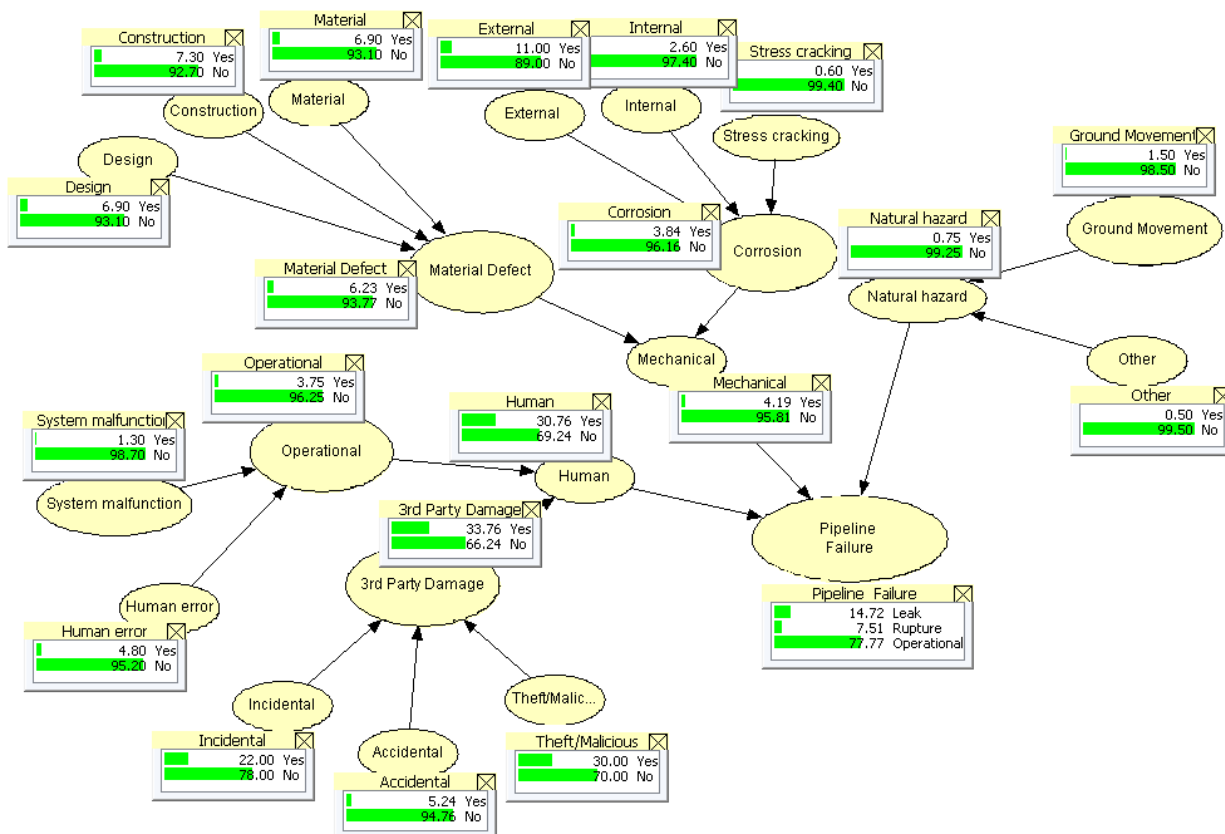 Material
6.90 Yes
93.10 No
Construction
7.30 Yes
92.70 No
External
11.00 Yes
89.00 No
Internal
2.60 Yes
97.40 No
Stress cracking
0.60 Yes
99.40 No
Construction
Material
External
Internal
Stress cracking
Design
Design
6.90 Yes
93.10 No
Ground Movement
1.50 Yes
98.50 No
Ground Movement
Corrosion
3.84 Yes
96.16 No
Corrosion
Natural hazard
0.75 Yes
99.25 No
Natural hazard
Material Defect
6.23 Yes
93.77 No
Material Defect
Mechanical
Mechanical
4.19 Yes
95.81 No
Other
Other
0.50 Yes
99.50 No
Operational
3.75 Yes
96.25 No
Operational
Human
30.76 Yes
69.24 No
Human
System malfunction
1.30 Yes
98.70 No
System malfunction
3rd Party Damage
33.76 Yes
66.24 No
3rd Party Damage
Pipeline
Failure
Pipeline Failure
14.72 Leak
7.51 Rupture
77.77 Operational
Human error
Human error
4.80 Yes
95.20 No
Incidental
Incidental
22.00 Yes
78.00 No
Accidental
Accidental
5.24 Yes
94.76 No
Theft/Malic...
Theft/Malicious
30.00 Yes
70.00 No